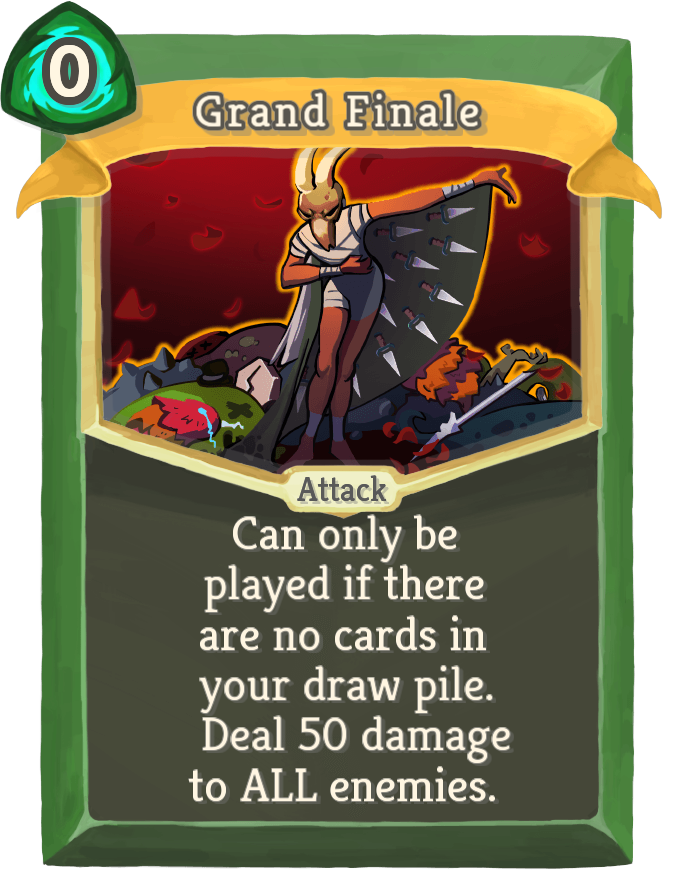 0
Grand Finale
Attack
Can only be
played if there
are no cards in
your draw pile.
Deal 50 damage
to ALL enemies.